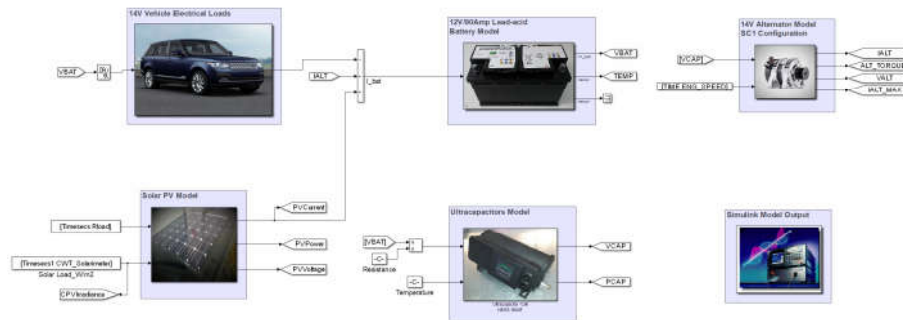 14V Vehicle Electrical Loads
VBAT
IALT
I_bat
12V/90Amp Lead-acid
Battery Model
VBAT
TEMP
14V Alternator Model
SC1 Configuration
[VCAP]
[TIME ENG_SPEED]
IALT
ALT_TORQUE
VALT
IALT_MAX
Solar PV Model
[Timesecs Rload]
[Timesecs1 CWT_Solarimeter]
Solar Load_W/m2
CPVIrradiance
PVCurrent
PVPower
PVVoltage
Ultracapacitors Model
[VBAT]
-C-
Resistance
-C-
Temperature
VCAP
PCAP
Simulink Model Output